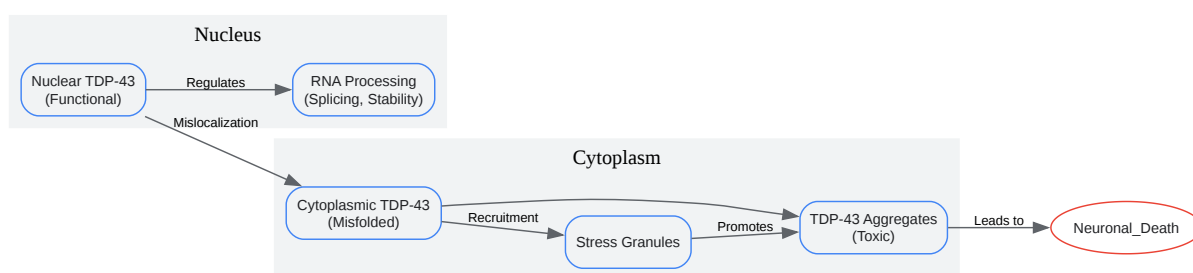 Nucleus
Nuclear TDP-43
(Functional)
Regulates
RNA Processing
(Splicing, Stability)
Mislocalization
Cytoplasm
Cytoplasmic TDP-43
(Misfolded)
Recruitment
Stress Granules
Promotes
TDP-43 Aggregates
(Toxic)
Leads to
Neuronal_Death